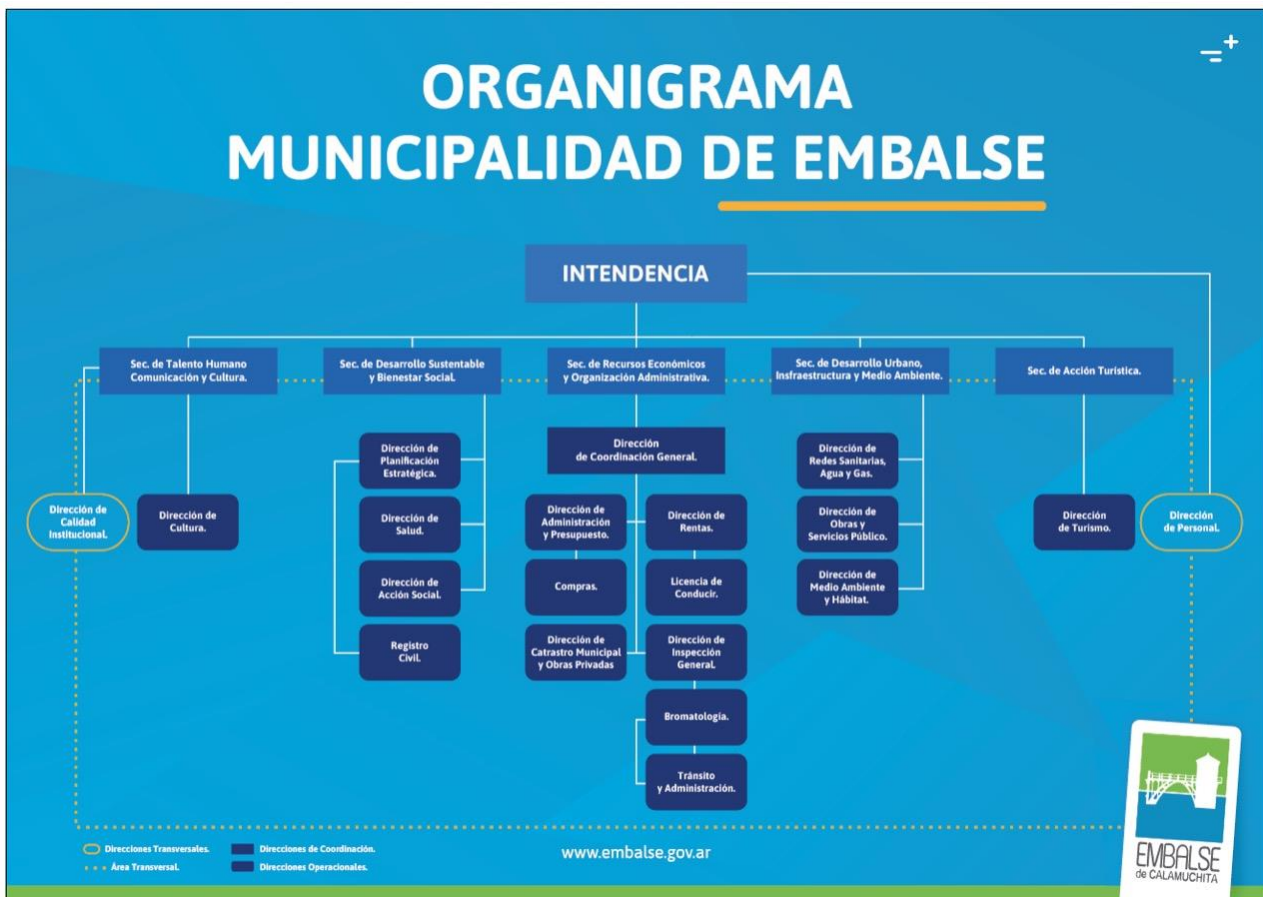 ORGANIGRAMA
MUNICIPALIDAD DE EMBALSE
INTENDENCIA
Sec. de Talento Humano
Comunicación y Cultura.
Sec. de Desarrollo Sustentable
y Bienestar Social.
Sec. de Recursos Económicos
y Organización Administrativa.
Sec. de Desarrollo Urbano,
Insfraestructura y Medio Ambiente.
Sec. de Acción Turística.
Dirección de
Calidad
Institucional.
Dirección de
Cultura.
Dirección de
Planificación
Estratégica.
Dirección de
Salud.
Dirección de
Acción Social.
Registro
Civil.
Dirección
de Coordinación General.
Dirección de
Administración
y Presupuesto.
Compras.
Dirección de
Catrastro Municipal
y Obras Privadas
Dirección de
Rentas.
Licencia de
Conducir.
Dirección de
Inspección
General.
Bromatología.
Tránsito
y Administración.
Dirección de
Redes Sanitarias,
Agua y Gas.
Dirección de
Obras y
Servicios Público.
Dirección de
Medio Ambiente
y Hábitat.
Dirección
de Turismo.
Dirección
de Personal.
Direcciones Transversales.
Área Transversal.
Direcciones de Coordinación.
Direcciones Operacionales.
www.embalse.gov.ar
EMBALSE
de CALAMUCHITA